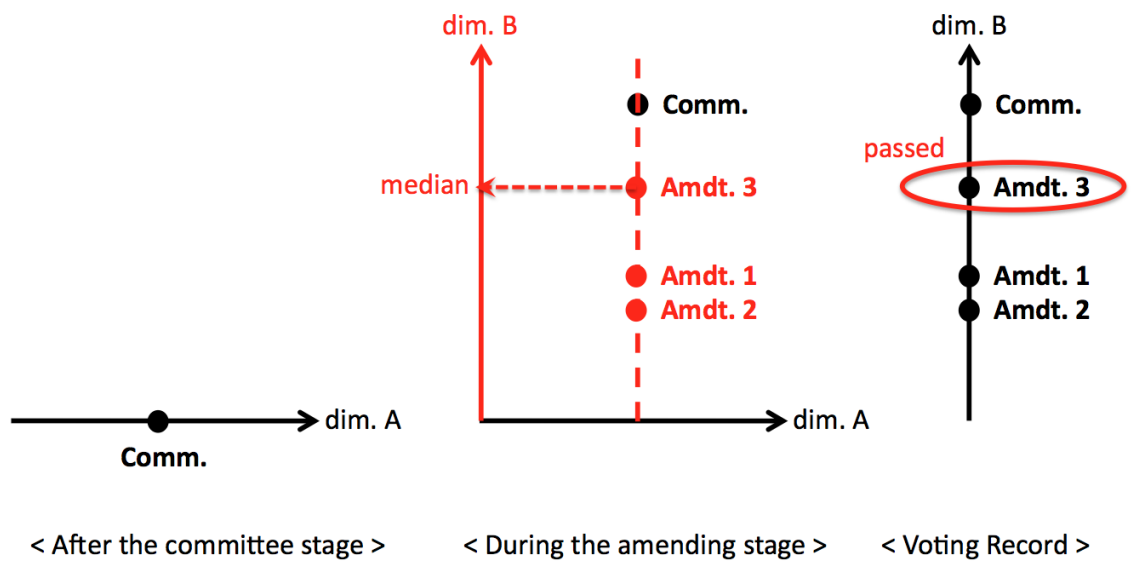 dim. A
Comm.
< After the committee stage >
dim. B
Comm.
median
Amdt. 3
Amdt. 1
Amdt. 2
dim. A
< During the amending stage >
dim. B
Comm.
passed
Amdt. 3
Amdt. 1
Amdt. 2
< Voting Record >